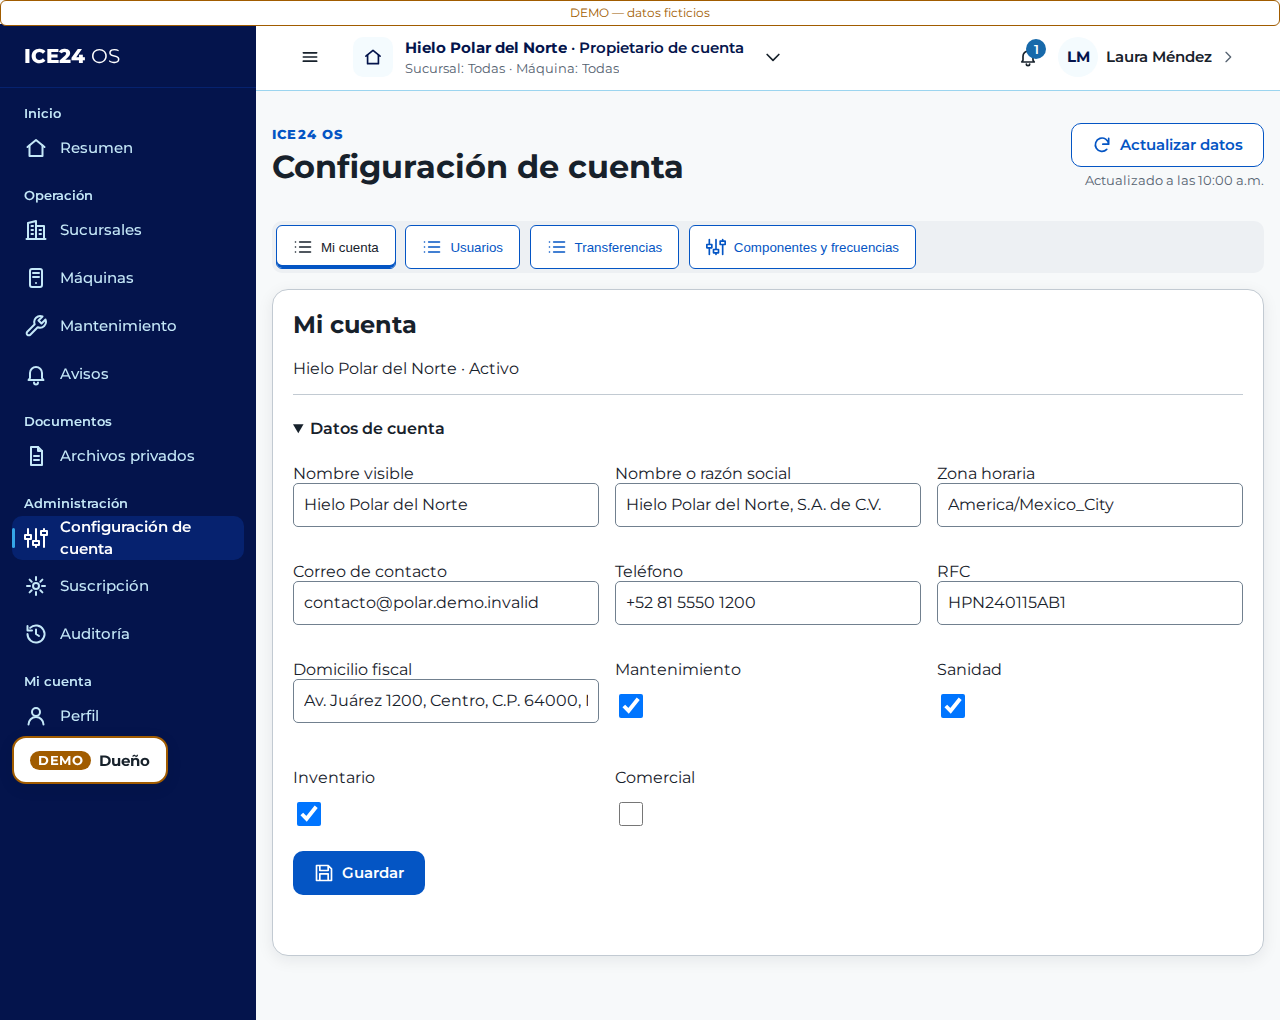 DEMO — datos ficticios
ICE24 OS
Inicio
Resumen
Operación
Sucursales
Máquinas
Mantenimiento
Avisos
Documentos
Archivos privados
Administración
Configuración de
cuenta
Suscripción
Auditoría
Mi cuenta
Perfil
DEMO Dueño
Hielo Polar del Norte · Propietario de cuenta
Sucursal: Todas · Máquina: Todas
1
LM Laura Méndez
ICE24 OS
Configuración de cuenta
Actualizar datos
Actualizado a las 10:00 a.m.
Mi cuenta
Usuarios
Transferencias
Componentes y frecuencias
Mi cuenta
Hielo Polar del Norte · Activo
Datos de cuenta
Nombre visible
Hielo Polar del Norte
Nombre o razón social
Hielo Polar del Norte, S.A. de C.V.
Zona horaria
America/Mexico_City
Correo de contacto
contacto@polar.demo.invalid
Teléfono
+52 81 5550 1200
RFC
HPN240115AB1
Domicilio fiscal
Av. Juárez 1200, Centro, C.P. 64000,
Mantenimiento
Sanidad
Inventario
Comercial
Guardar